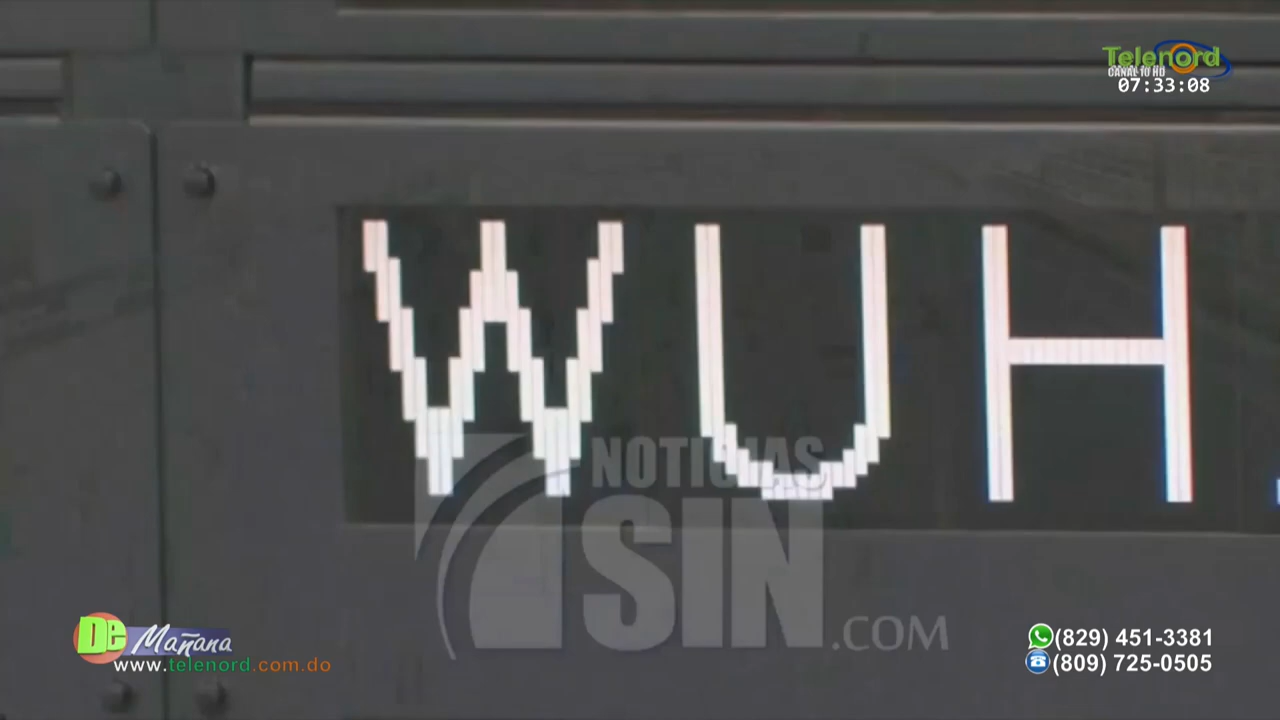 Telenord
CANAL 10 HD
07:33:08
WUH
NOTICIAS
SIN
.COM
De Mañana
www.telenord.com.do
(829) 451-3381
(809) 725-0505